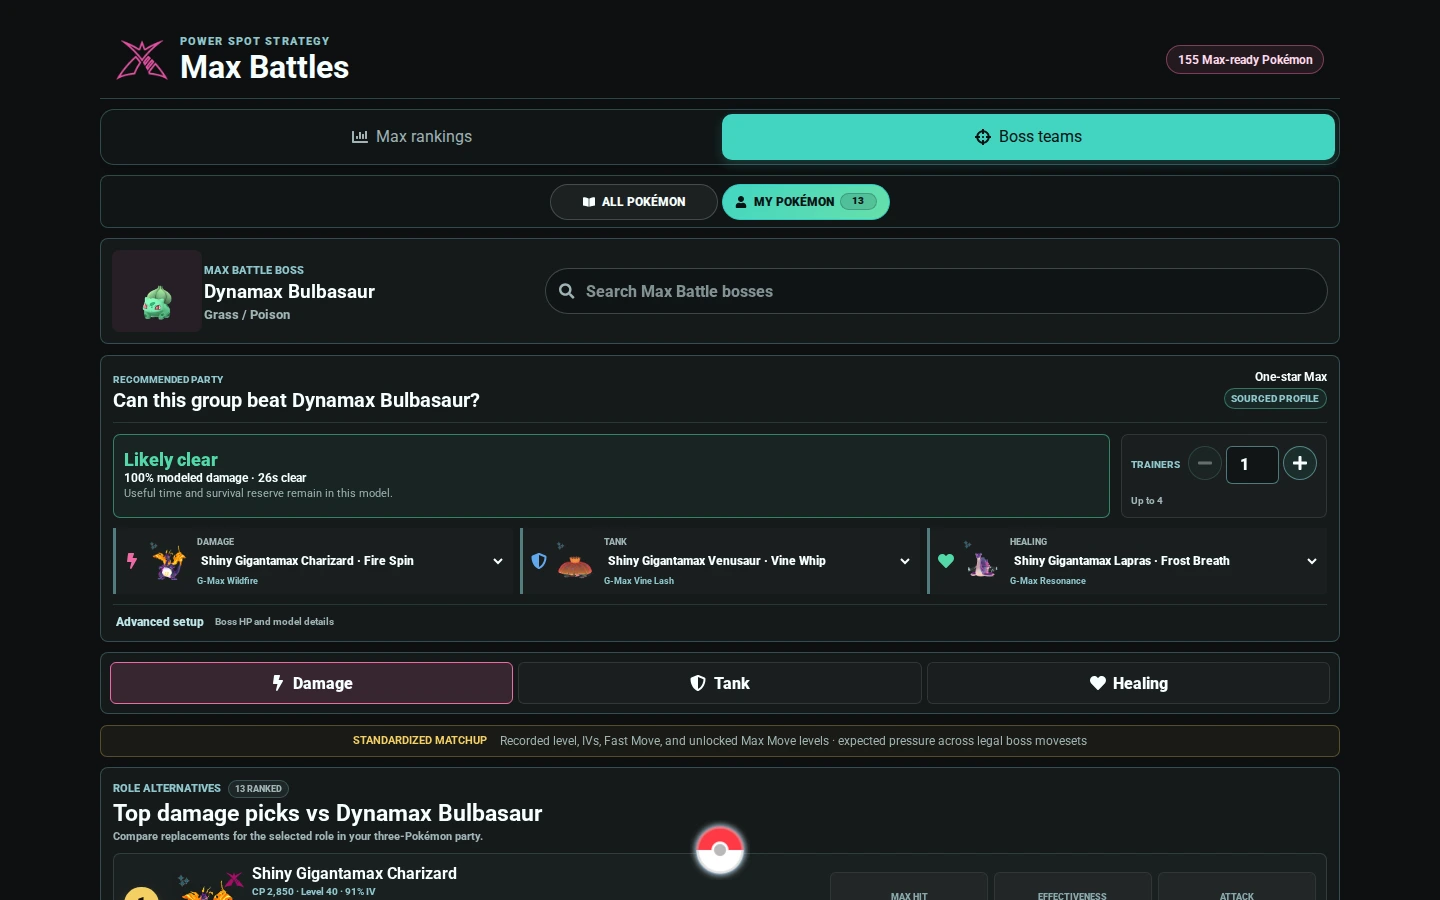 POWER SPOT STRATEGY
Max Battles
155 Max-ready Pokémon
Max rankings
Boss teams
ALL POKÉMON
MY POKÉMON 13
MAX BATTLE BOSS
Dynamax Bulbasaur
Grass / Poison
Search Max Battle bosses
RECOMMENDED PARTY
Can this group beat Dynamax Bulbasaur?
One-star Max
SOURCED PROFILE
Likely clear
100% modeled damage · 26s clear
Useful time and survival reserve remain in this model.
TRAINERS
1
Up to 4
DAMAGE
Shiny Gigantamax Charizard · Fire Spin
G-Max Wildfire
TANK
Shiny Gigantamax Venusaur · Vine Whip
G-Max Vine Lash
HEALING
Shiny Gigantamax Lapras · Frost Breath
G-Max Resonance
Advanced setup Boss HP and model details
Damage
Tank
Healing
STANDARDIZED MATCHUP Recorded level, IVs, Fast Move, and unlocked Max Move levels · expected pressure across legal boss movesets
ROLE ALTERNATIVES 13 RANKED
Top damage picks vs Dynamax Bulbasaur
Compare replacements for the selected role in your three-Pokémon party.
Shiny Gigantamax Charizard
CP 2,850 · Level 40 · 91% IV
MAX HIT
EFFECTIVENESS
ATTACK